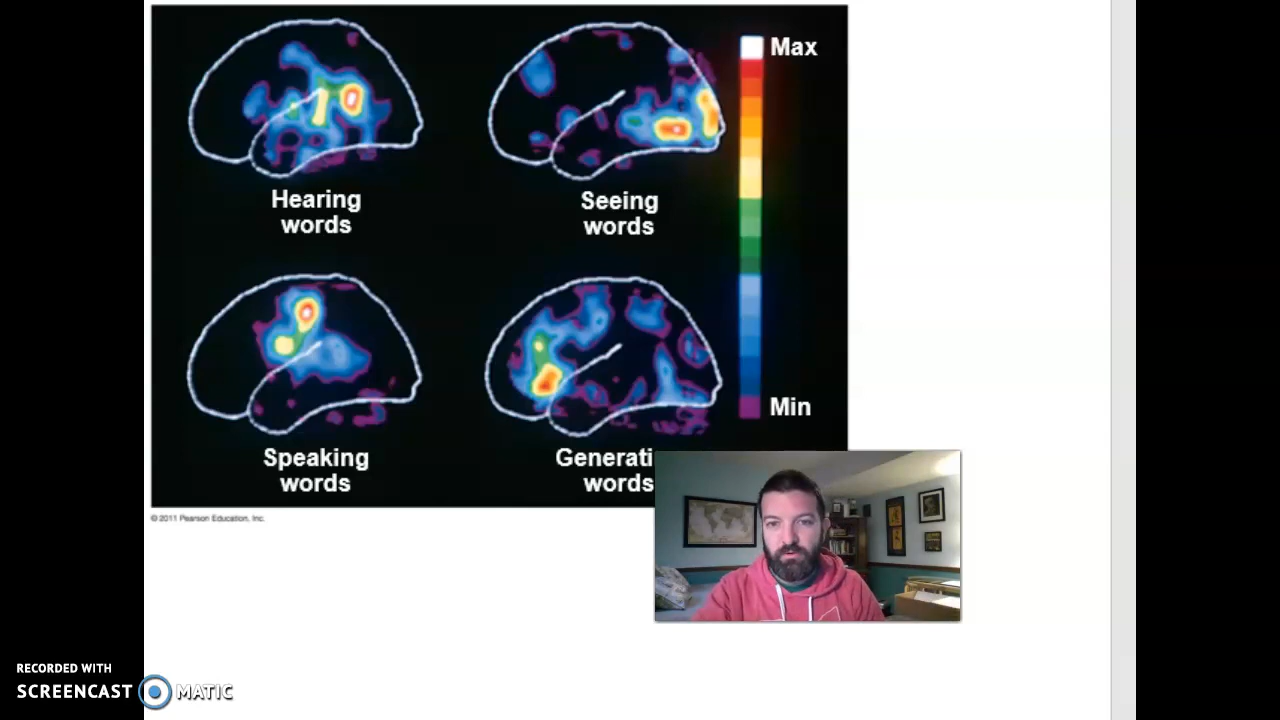 Max
Hearing
words
Seeing
words
Min
Speaking
words
Generati
words
© 2011 Pearson Education, Inc.
RECORDED WITH
SCREENCAST MATIC